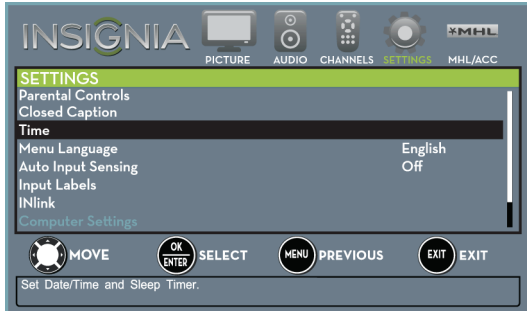 INSIGNIA
PICTURE AUDIO CHANNELS SETTINGS MHL/ACC
MHL
SETTINGS
Parental Controls
Closed Caption
Time
Menu Language English
Auto Input Sensing Off
Input Labels
INlink
Computer Settings
MOVE OK ENTER SELECT MENU PREVIOUS EXIT EXIT
Set Date/Time and Sleep Timer.